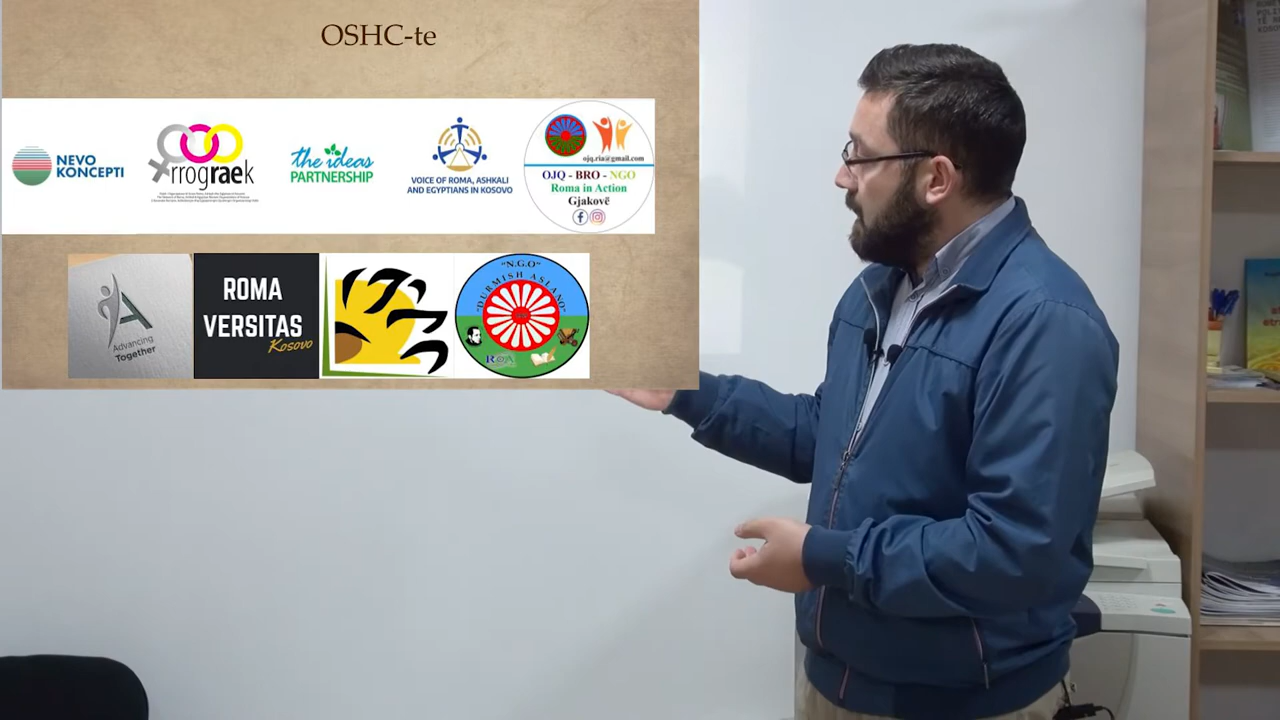 OSHC-te
NEVO
KONCEPTI
rrograek
the ideas
PARTNERSHIP
VOICE OF ROMA, ASHKALI
AND EGYPTIANS IN KOSOVO
ojq.ria@gmail.com
OJQ - BRO - NGO
Roma in Action
Gjakovë
Advancing
Together
ROMA
VERSITAS
Kosovo
"N.G.O"
"DURMISH ASLANO"
ROMA